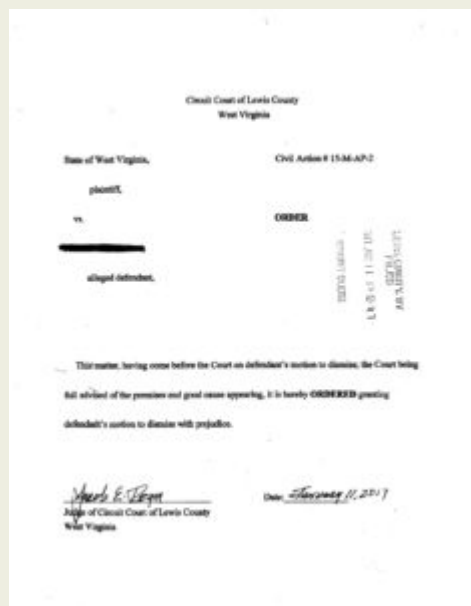 Circuit Court of Lewis County
West Virginia
State of West Virginia,
Civil Action # 15-M-AP-2
plaintiff,
vs.
ORDER
alleged defendant.
This matter, having come before the Court on defendant's motion to dismiss, the Court being
full advised of the premises and good cause appearing, it is hereby ORDERED granting
defendant's motion to dismiss with prejudice.
Date: 11, 2017
Judge of Circuit Court of Lewis County
West Virginia